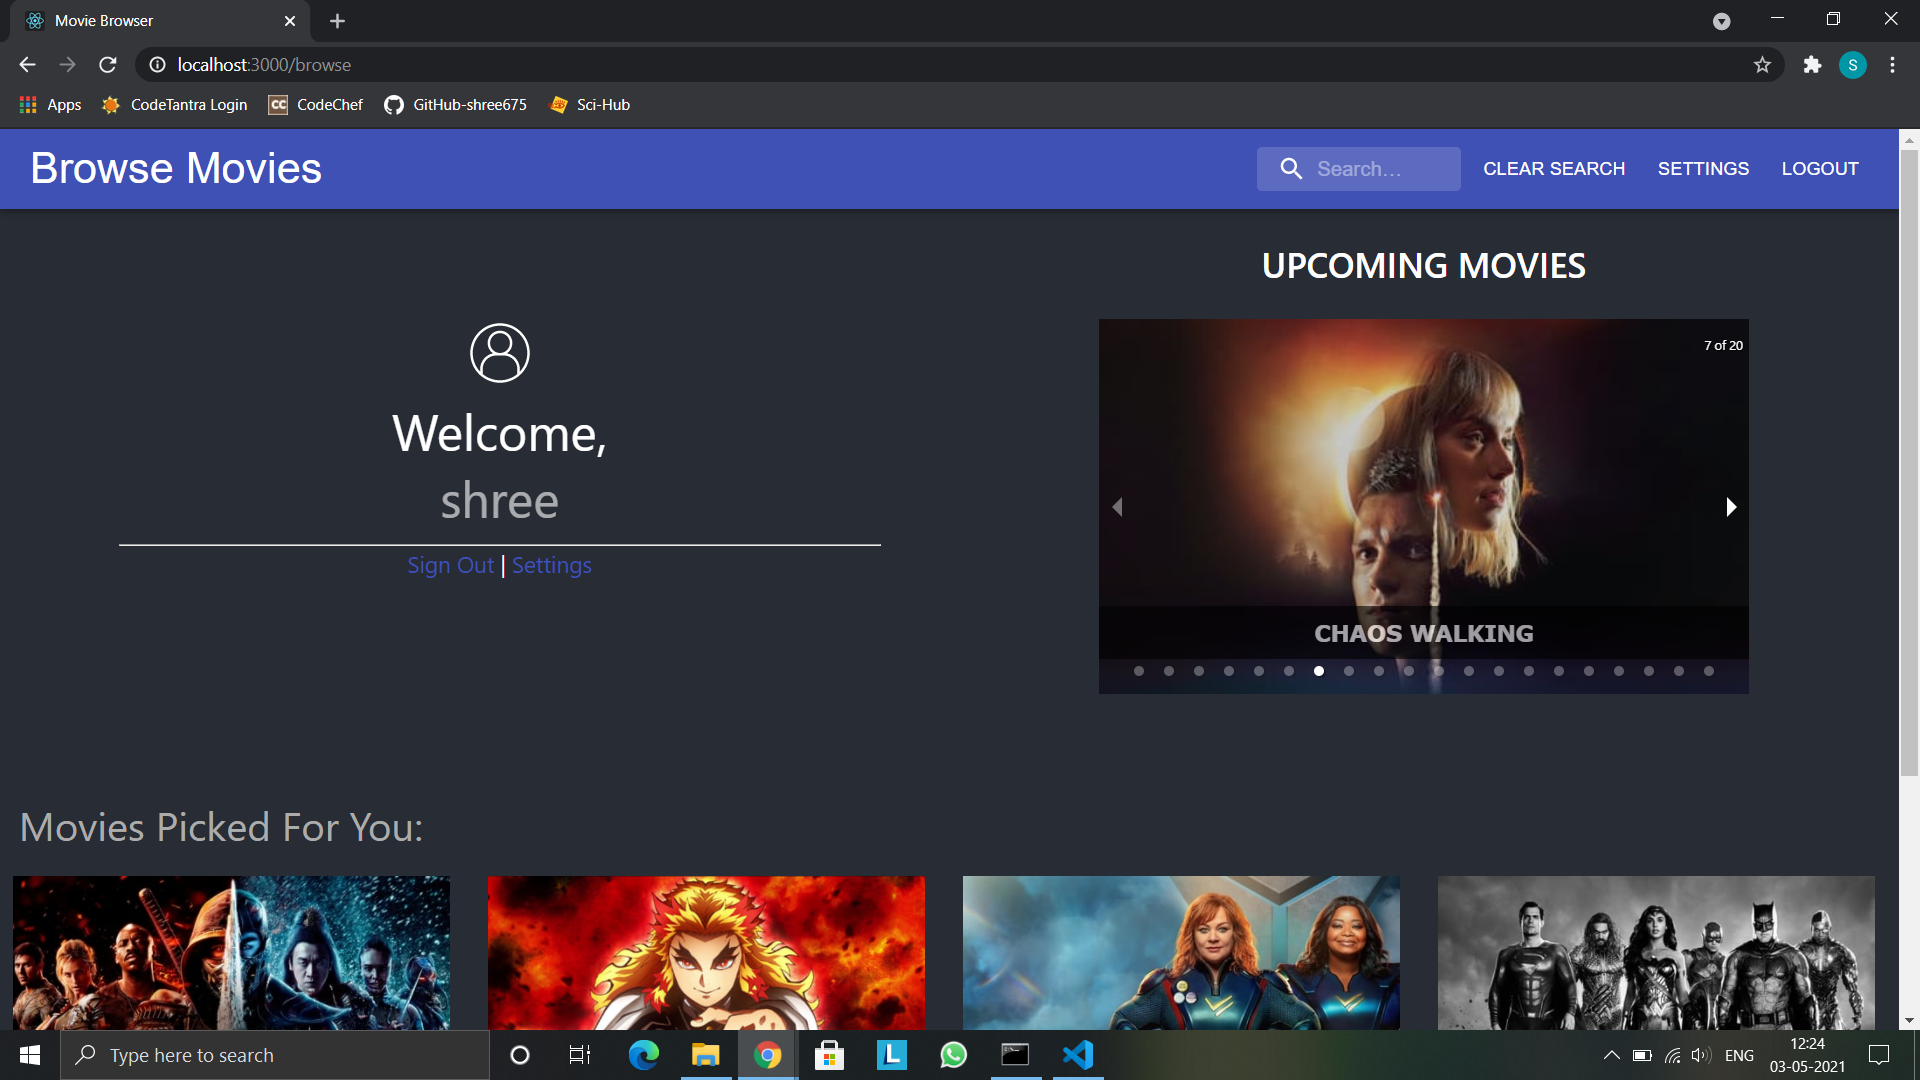 Movie Browser
localhost:3000/browse
S
Apps
CodeTantra Login
CC
CodeChef
GitHub-shree675
Sci-Hub
Browse Movies
Search...
CLEAR SEARCH
SETTINGS
LOGOUT
UPCOMING MOVIES
7 of 20
Welcome,
shree
Sign Out | Settings
CHAOS WALKING
Movies Picked For You:
Type here to search
L
ENG
12:24
03-05-2021